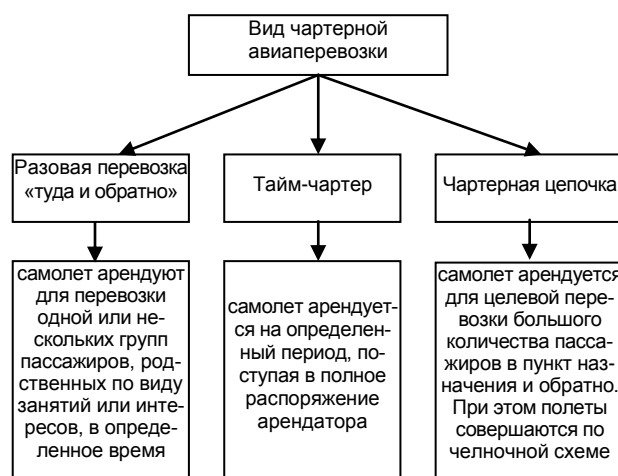 Вид чартерной
авиаперевозки
Разовая перевозка
«туда и обратно»
Тайм-чартер
Чартерная цепочка
самолет арендуют
для перевозки
одной или не-
скольких групп
пассажиров, род-
ственных по виду
занятий или инте-
ресов, в опреде-
ленное время
самолет арендует-
ся на определен-
ный период, по-
ступая в полное
распоряжение
арендатора
самолет арендуется
для целевой пере-
возки большого
количества пасса-
жиров в пункт наз-
начения и обратно.
При этом полеты
совершаются по
челночной схеме